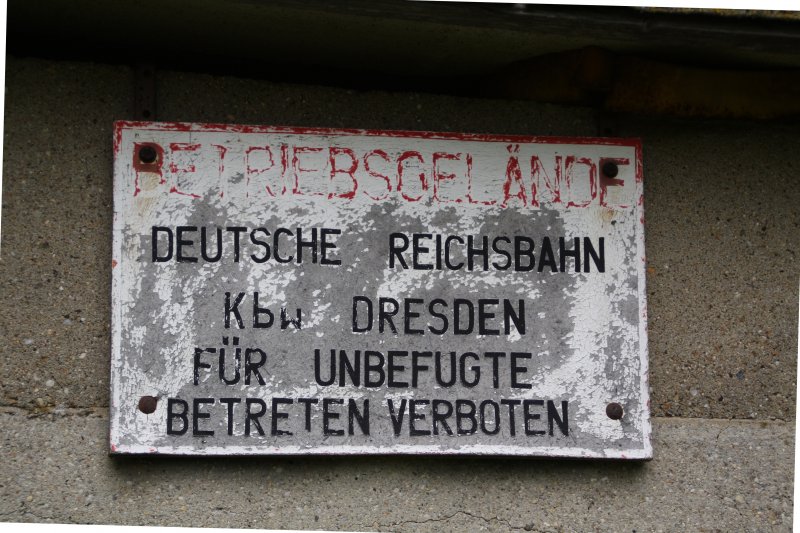 BETRIEBSGELÄNDE
DEUTSCHE REICHSBAHN
Kbw DRESDEN
FÜR UNBEFUGTE
BETRETEN VERBOTEN